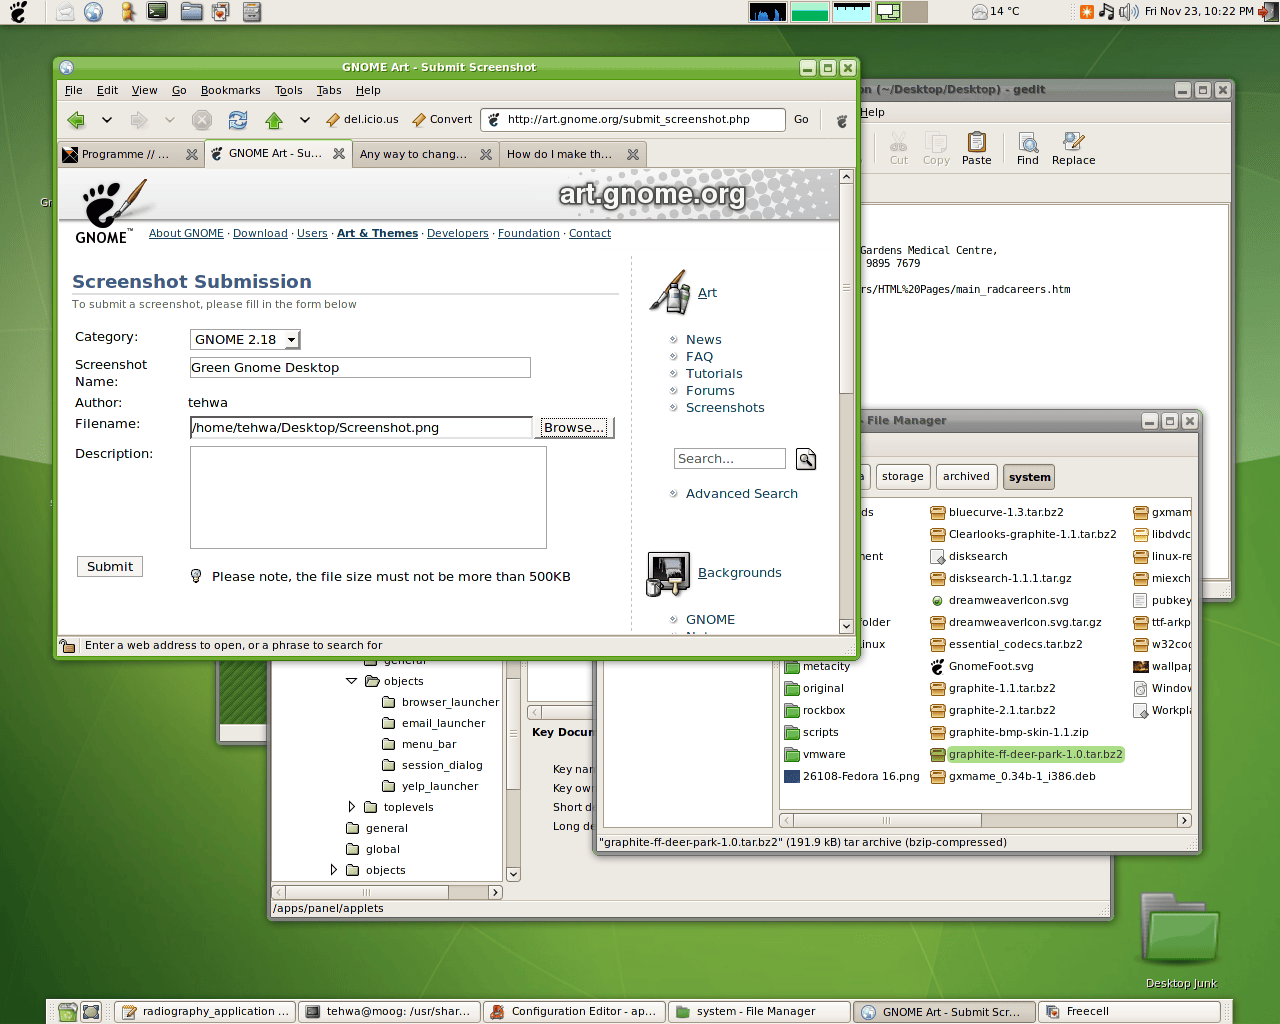 14 °C
Fri Nov 23, 10:22 PM
GNOME Art - Submit Screenshot
File Edit View Go Bookmarks Tools Tabs Help
del.icio.us Convert http://art.gnome.org/submit_screenshot.php Go
Programme // ... GNOME Art - Su... Any way to chang... How do I make th...
art.gnome.org
GNOME™
About GNOME · Download · Users · Art & Themes · Developers · Foundation · Contact
Screenshot Submission
To submit a screenshot, please fill in the form below
Category: GNOME 2.18
Screenshot Name: Green Gnome Desktop
Author: tehwa
Filename: /home/tehwa/Desktop/Screenshot.png Browse...
Description:
Submit
Please note, the file size must not be more than 500KB
Art
News
FAQ
Tutorials
Forums
Screenshots
Search...
Advanced Search
Backgrounds
GNOME
Enter a web address to open, or a phrase to search for
on (~/Desktop/Desktop) - gedit
Help
Cut Copy Paste Find Replace
Gardens Medical Centre,
9895 7679
rs/HTML%20Pages/main_radcareers.htm
- File Manager
a storage archived system
ds
ment
folder
inux
metacity
original
rockbox
scripts
vmware
26108-Fedora 16.png
bluecurve-1.3.tar.bz2
Clearlooks-graphite-1.1.tar.bz2
disksearch
disksearch-1.1.1.tar.gz
dreamweaverIcon.svg
dreamweaverIcon.svg.tar.gz
essential_codecs.tar.bz2
GnomeFoot.svg
graphite-1.1.tar.bz2
graphite-2.1.tar.bz2
graphite-bmp-skin-1.1.zip
graphite-ff-deer-park-1.0.tar.bz2
gxmame_0.34b-1_i386.deb
gxmam
libdvdc
linux-re
miexch
pubkey
ttf-arkp
w32cod
wallpap
Window
Workpla
"graphite-ff-deer-park-1.0.tar.bz2" (191.9 kB) tar archive (bzip-compressed)
general
objects
browser_launcher
email_launcher
menu_bar
session_dialog
yelp_launcher
toplevels
general
global
objects
Key Docum
Key nam
Key own
Short de
Long de
/apps/panel/applets
Desktop Junk
radiography_application ... tehwa@moog: /usr/shar... Configuration Editor - ap... system - File Manager GNOME Art - Submit Scr... Freecell